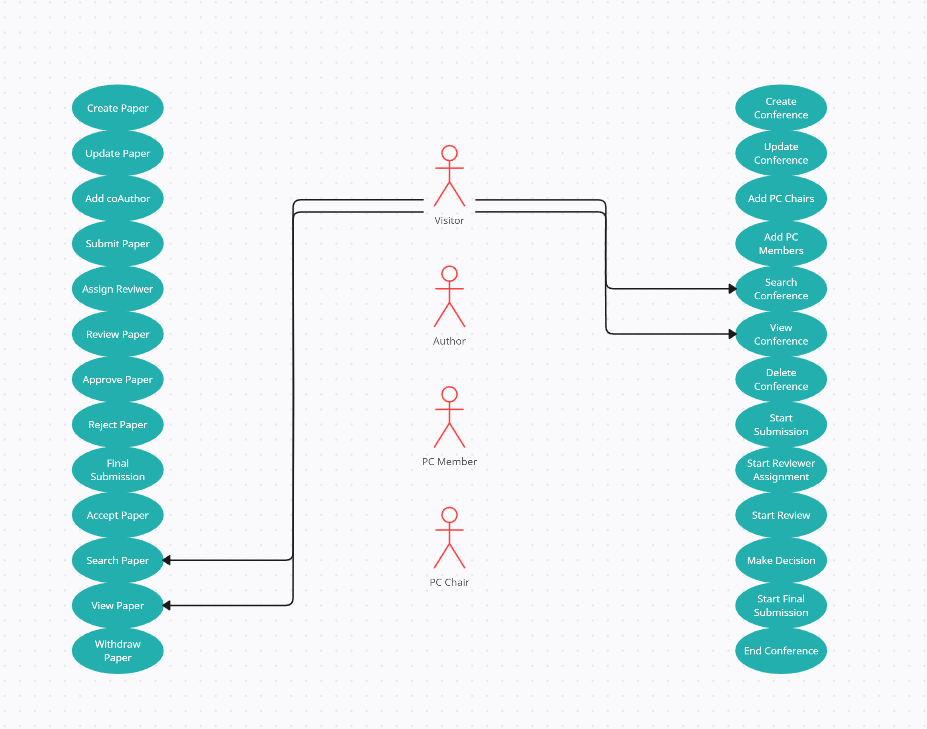 Create Paper
Update Paper
Add coAuthor
Submit Paper
Assign Reviwer
Review Paper
Approve Paper
Reject Paper
Final
Submission
Accept Paper
Search Paper
View Paper
Withdraw
Paper
Visitor
Author
PC Member
PC Chair
Create
Conference
Update
Conference
Add PC Chairs
Add PC
Members
Search
Conference
View
Conference
Delete
Conference
Start
Submission
Start Reviewer
Assignment
Start Review
Make Decision
Start Final
Submission
End Conference